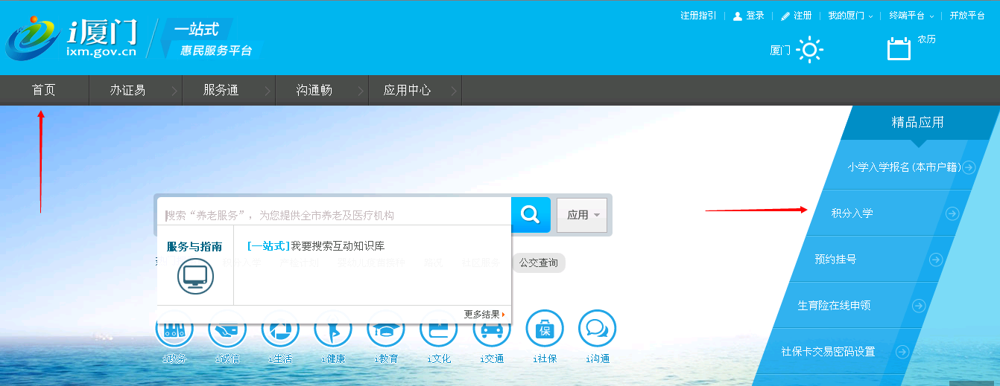 i厦门
ixm.gov.cn
一站式
惠民服务平台
注册指引
登录
注册
我的厦门
终端平台
开放平台
厦门
农历
首页
办证易
服务通
沟通畅
应用中心
精品应用
小学入学报名(本市户籍)
积分入学
预约挂号
生育险在线申领
社保卡交易密码设置
搜索“养老服务”，为您提供全市养老及医疗机构
应用
服务与指南
[一站式]我要搜索互动知识库
积分入学
公交查询
更多结果
保
i政务
i诚信
i生活
i健康
i教育
i文化
i交通
i社保
i沟通